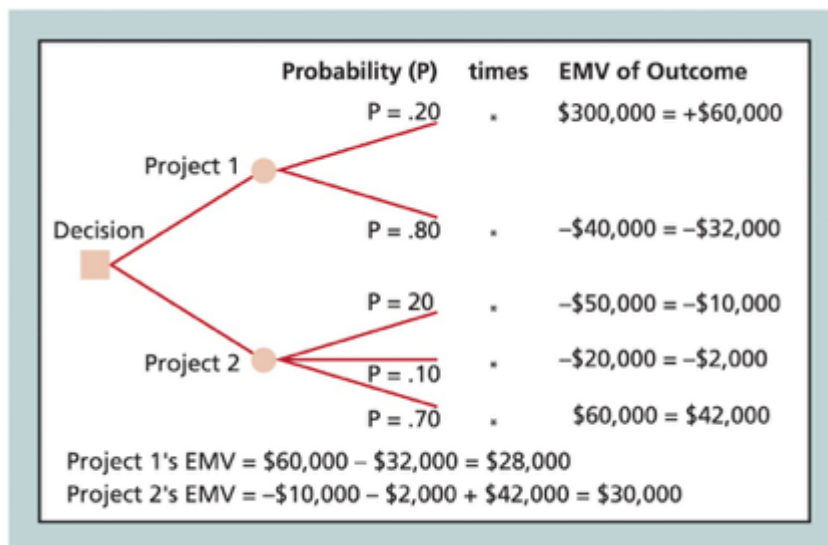 Probability (P) times EMV of Outcome
P = .20 * $300,000 = +$60,000
Project 1
Decision
P = .80 * –$40,000 = –$32,000
P = 20 * –$50,000 = –$10,000
Project 2
P = .10 * –$20,000 = –$2,000
P = .70 * $60,000 = $42,000
Project 1's EMV = $60,000 – $32,000 = $28,000
Project 2's EMV = –$10,000 – $2,000 + $42,000 = $30,000